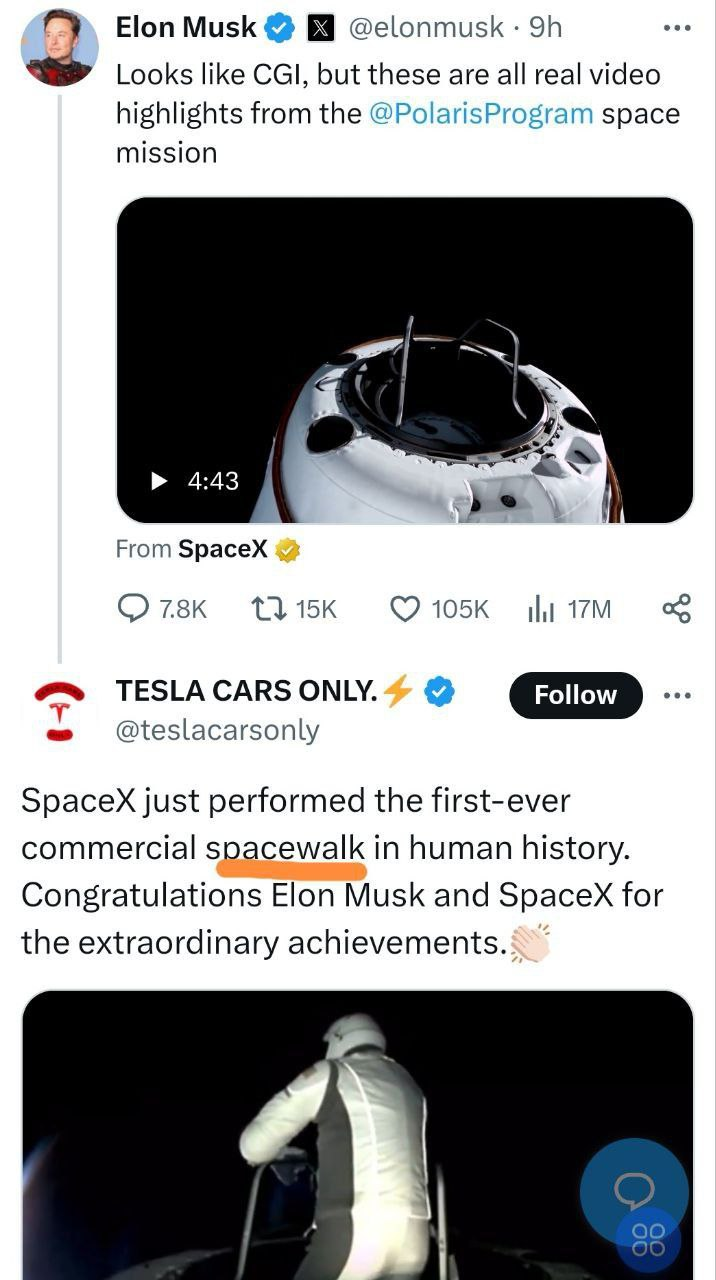 Elon Musk @elonmusk · 9h
Looks like CGI, but these are all real video
highlights from the @PolarisProgram space
mission
4:43
From SpaceX
7.8K 15K 105K 17M
TESLA CARS ONLY.⚡ Follow
@teslacarsonly
SpaceX just performed the first-ever
commercial spacewalk in human history.
Congratulations Elon Musk and SpaceX for
the extraordinary achievements.👏🏻